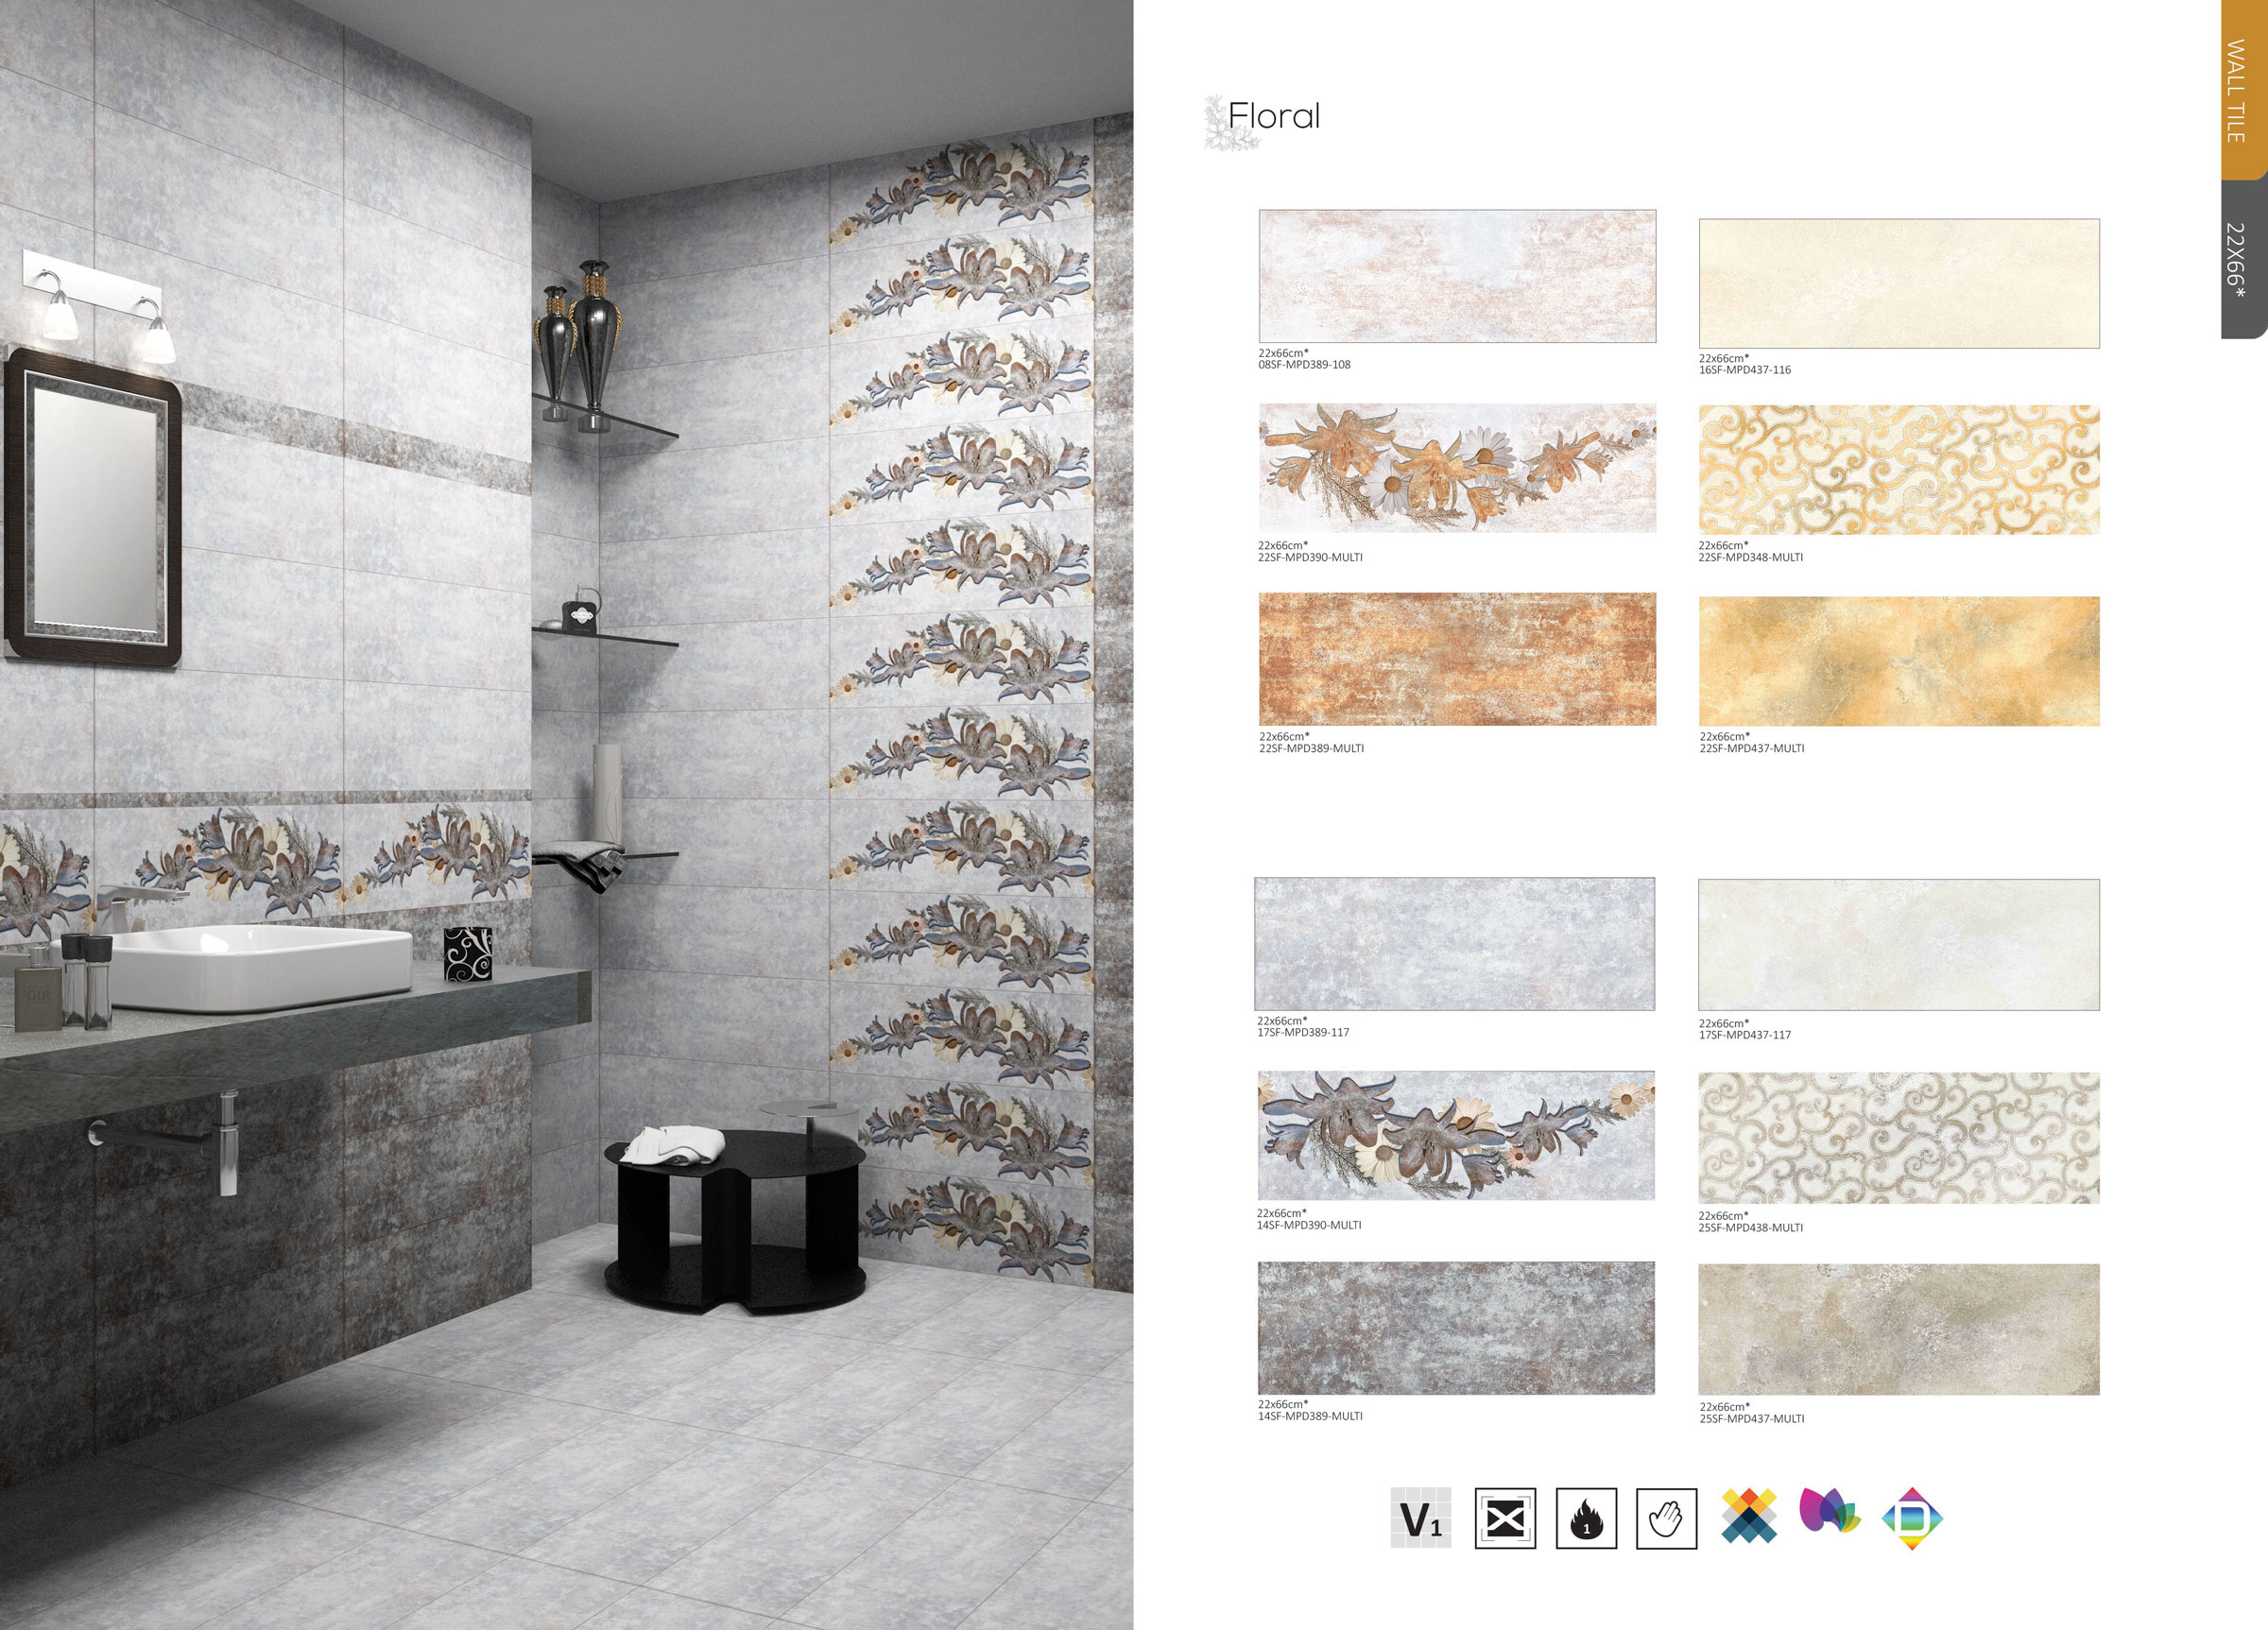 Floral
WALL TILE
22X66*
22x66cm*
08SF-MPD389-108
22x66cm*
16SF-MPD437-116
22x66cm*
22SF-MPD390-MULTI
22x66cm*
22SF-MPD348-MULTI
22x66cm*
22SF-MPD389-MULTI
22x66cm*
22SF-MPD437-MULTI
22x66cm*
17SF-MPD389-117
22x66cm*
17SF-MPD437-117
22x66cm*
14SF-MPD390-MULTI
22x66cm*
25SF-MPD438-MULTI
22x66cm*
14SF-MPD389-MULTI
22x66cm*
25SF-MPD437-MULTI
V1
1
D